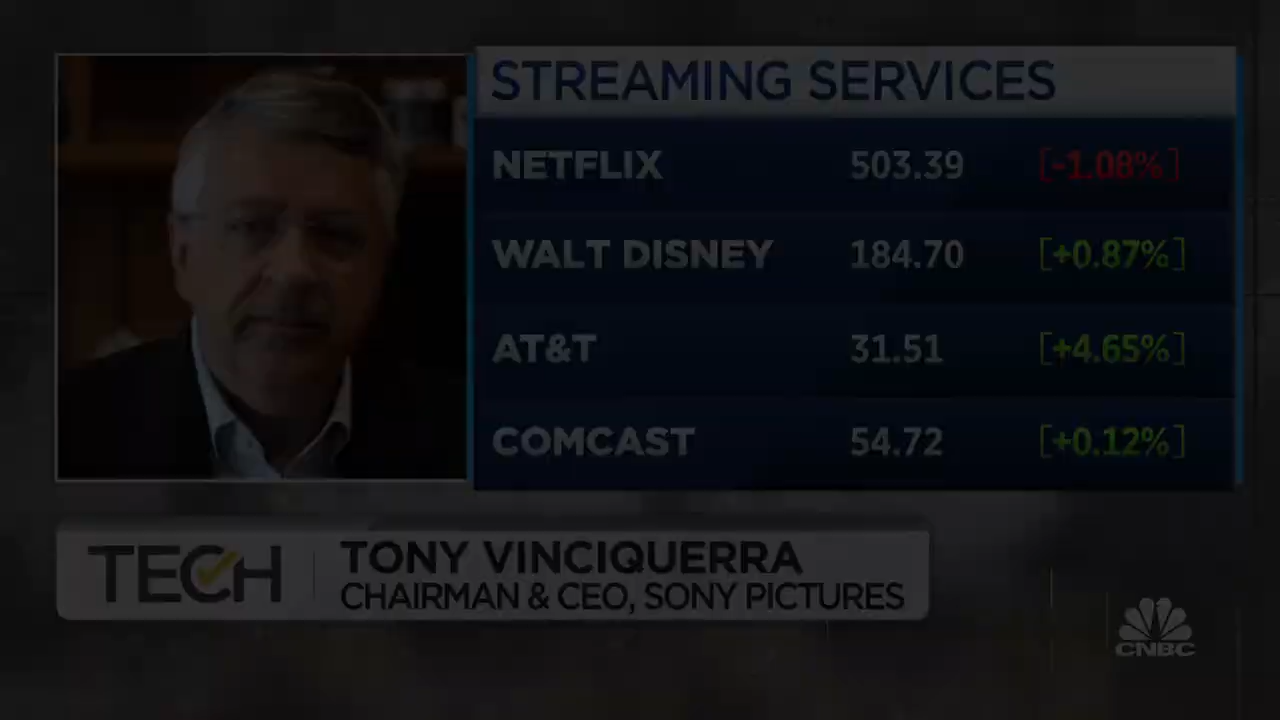 STREAMING SERVICES
NETFLIX 503.39 [-1.08%]
WALT DISNEY 184.70 [+0.87%]
AT&T 31.51 [+4.65%]
COMCAST 54.72 [+0.12%]
TECH
TONY VINCIQUERRA
CHAIRMAN & CEO, SONY PICTURES
CNBC